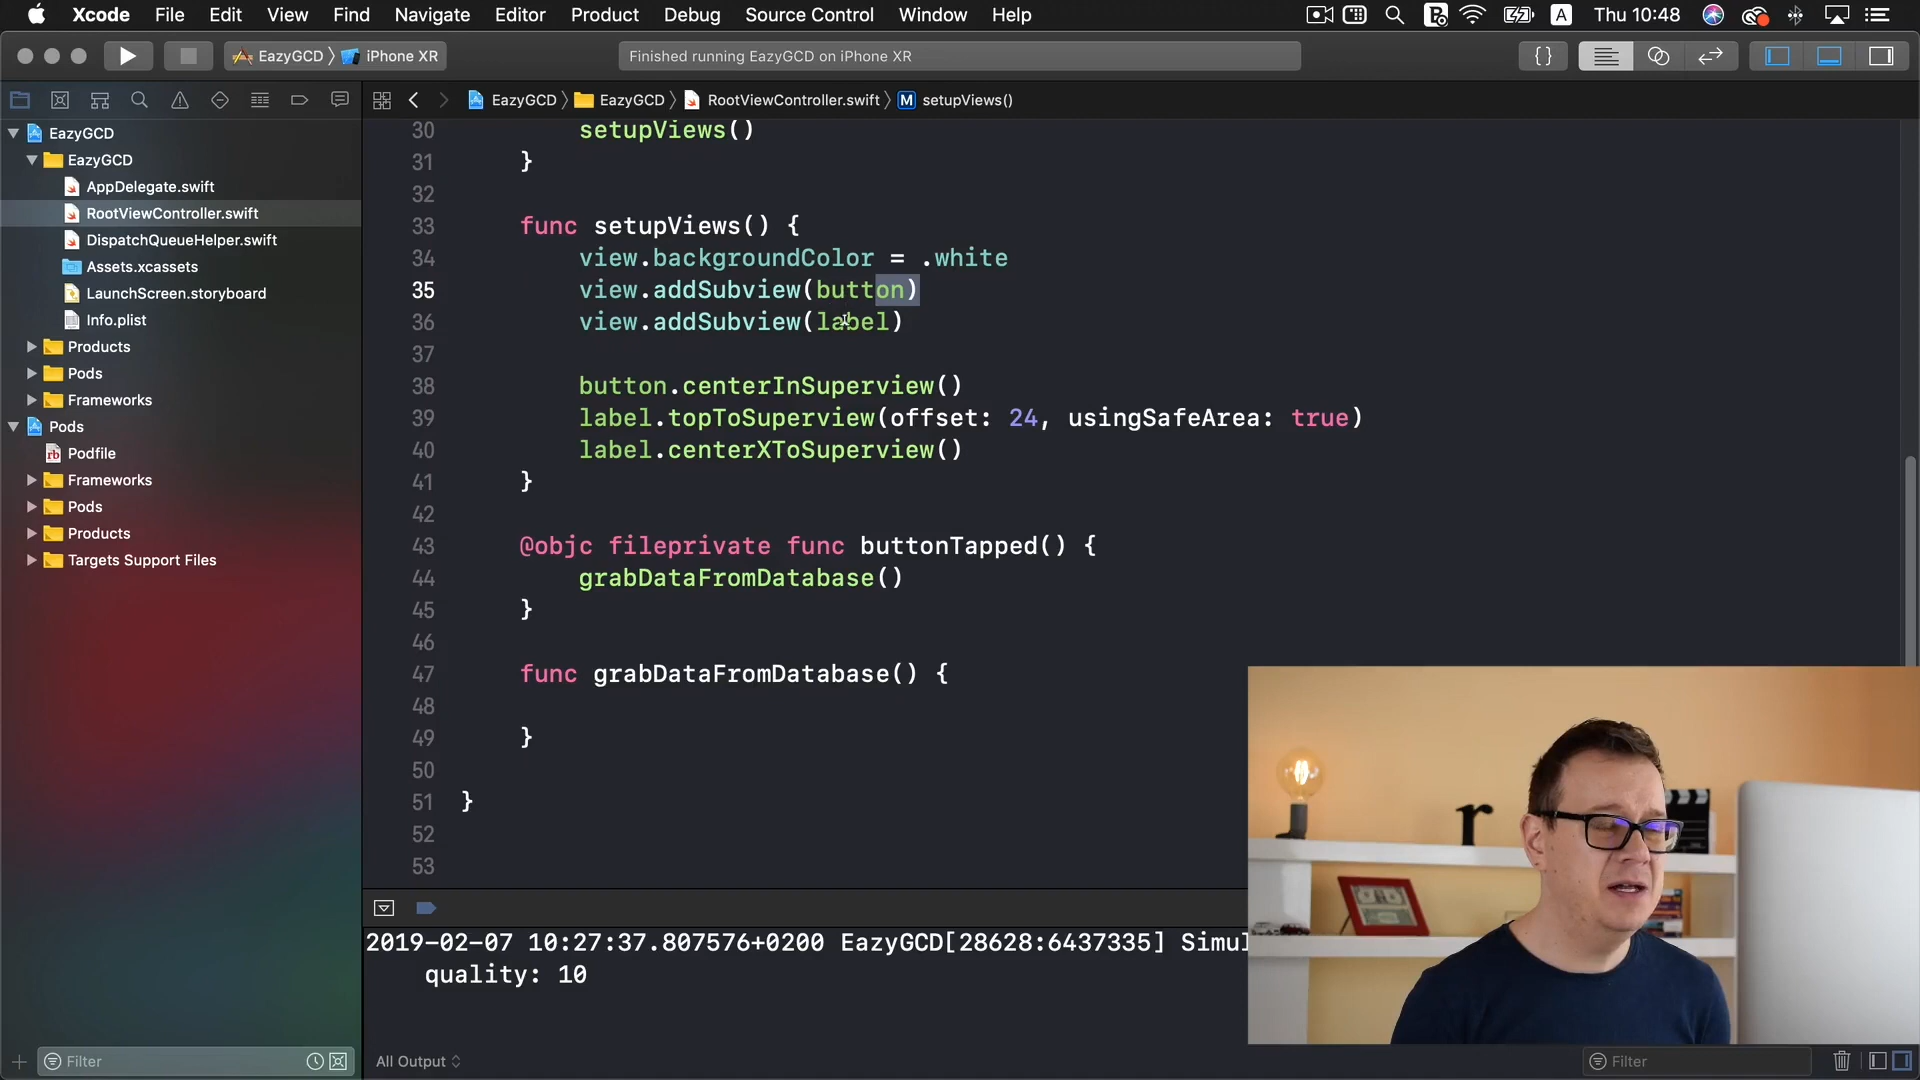 Xcode File Edit View Find Navigate Editor Product Debug Source Control Window Help A Thu 10:48
EazyGCD iPhone XR Finished running EazyGCD on iPhone XR {}
EazyGCD EazyGCD RootViewController.swift M setupViews()
EazyGCD
EazyGCD
AppDelegate.swift
RootViewController.swift
DispatchQueueHelper.swift
Assets.xcassets
LaunchScreen.storyboard
Info.plist
Products
Pods
Frameworks
Pods
rb Podfile
Frameworks
Pods
Products
Targets Support Files
Filter
30 setupViews()
31 }
32
33 func setupViews() {
34 view.backgroundColor = .white
35 view.addSubview(button)
36 view.addSubview(label)
37
38 button.centerInSuperview()
39 label.topToSuperview(offset: 24, usingSafeArea: true)
40 label.centerXToSuperview()
41 }
42
43 @objc fileprivate func buttonTapped() {
44 grabDataFromDatabase()
45 }
46
47 func grabDataFromDatabase() {
48
49 }
50
51 }
52
53
2019-02-07 10:27:37.807576+0200 EazyGCD[28628:6437335] Simul
quality: 10
All Output
Filter
r